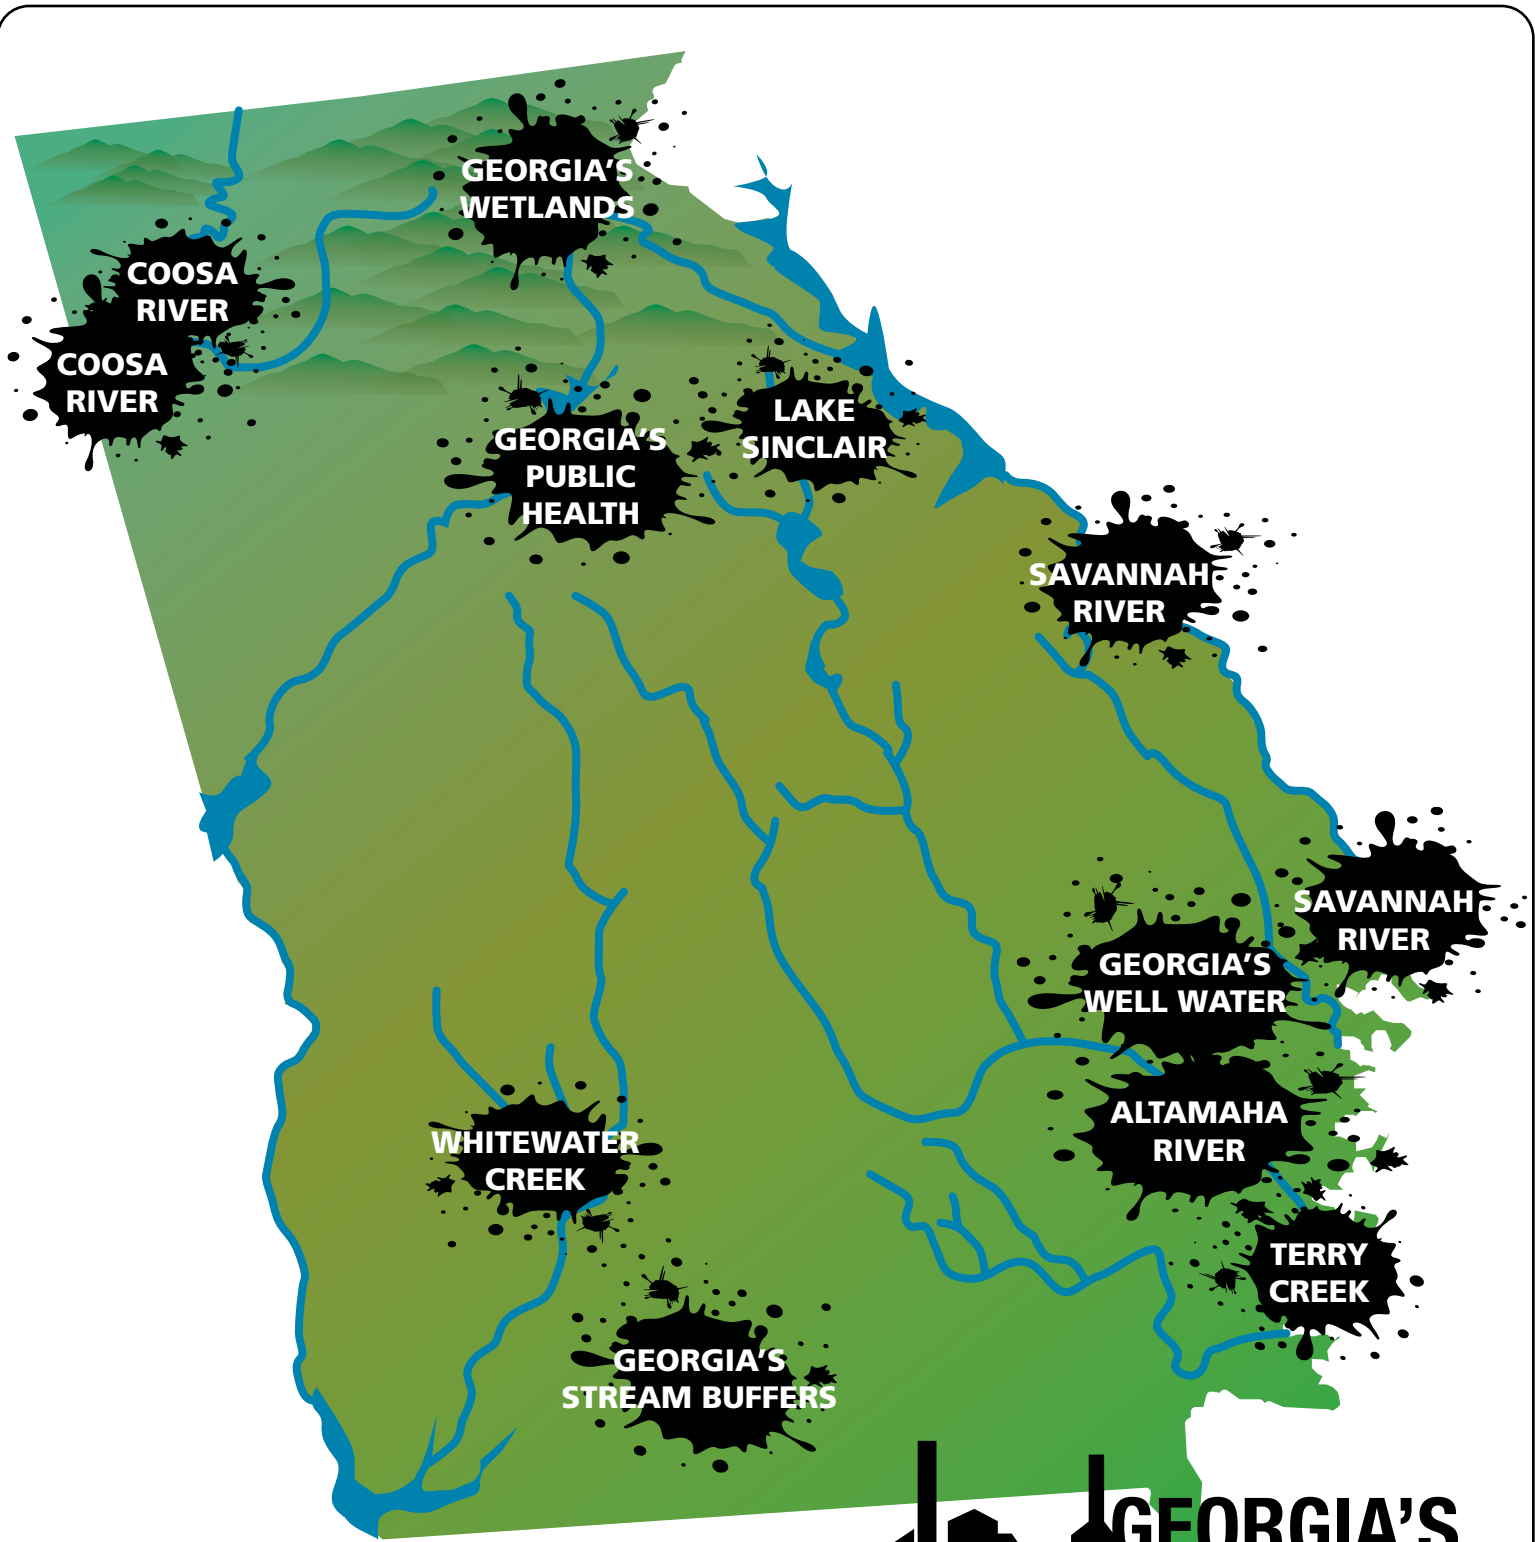 GEORGIA’S
WETLANDS
COOSA
RIVER
COOSA
RIVER
GEORGIA’S
PUBLIC
HEALTH
LAKE
SINCLAIR
SAVANNAH
RIVER
SAVANNAH
RIVER
GEORGIA’S
WELL WATER
ALTAMAHA
RIVER
WHITEWATER
CREEK
TERRY
CREEK
GEORGIA’S
STREAM BUFFERS
GEORGIA’S